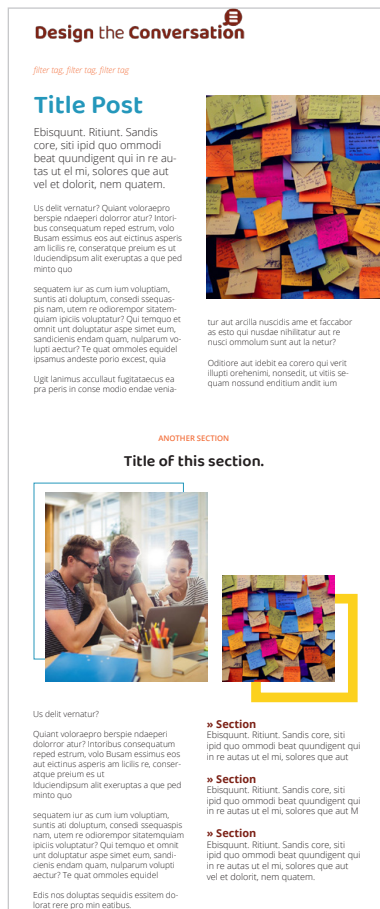 Design the Conversation
filter tag, filter tag, filter tag
Title Post
Ebisquunt. Ritiunt. Sandis
core, siti ipid quo ommodi
beat quundigent qui in re au-
tas ut el mi, solores que aut
vel et dolorit, nem quatem.
Us delit vernatur? Quiant voloraepro
berspie ndaeperi dolorror atur? Intori-
bus consequatum reped estrum, volo
Busam essimus eos aut eictinus asperis
am licilis re, conseratque preium es ut
Iduciendipsum alit exeruptas a que ped
minto quo
sequatem iur as cum ium voluptiam,
suntis ati doluptum, consedi ssequas-
pis nam, utem re odiorempor sitatem-
quiam ipiciis voluptatur? Qui temquo et
omnit unt doluptatur aspe simet eum,
sandicienis endam quam, nulparum vo-
lupti aectur? Te quat ommoles equidel
ipsamus andeste porio excest, quia
Ugit lanimus accullaut fugitataceus ea
pra peris in conse modio endae venia-
tur aut arcilla nuscidis ame et faccabor
as esto qui nusdae nihilitatur aut re
nusci ommolum sunt aut la netur?
Oditiore aut idebit ea corero qui verit
illupti orehenimi, nonsedit, ut vitiis se-
quam nossund enditium andit ium
ANOTHER SECTION
Title of this section.
Us delit vernatur?
Quiant voloraepro berspie ndaeperi
dolorror atur? Intoribus consequatum
reped estrum, volo Busam essimus eos
aut eictinus asperis am licilis re, conser-
atque preium es ut
Iduciendipsum alit exeruptas a que ped
minto quo
sequatem iur as cum ium voluptiam,
suntis ati doluptum, consedi ssequaspis
nam, utem re odiorempor sitatemquiam
ipiciis voluptatur? Qui temquo et omnit
unt doluptatur aspe simet eum, sandi-
cienis endam quam, nulparum volupti
aectur? Te quat ommoles equidel
Edis nos doluptas sequidis essitem do-
lorat rere pro min eatibus.
» Section
Ebisquunt. Ritiunt. Sandis core, siti
ipid quo ommodi beat quundigent qui
in re autas ut el mi, solores que aut
» Section
Ebisquunt. Ritiunt. Sandis core, siti
ipid quo ommodi beat quundigent qui
in re autas ut el mi, solores que aut M
» Section
Ebisquunt. Ritiunt. Sandis core, siti
ipid quo ommodi beat quundigent qui
in re autas ut el mi, solores que aut
vel et dolorit, nem quatem.